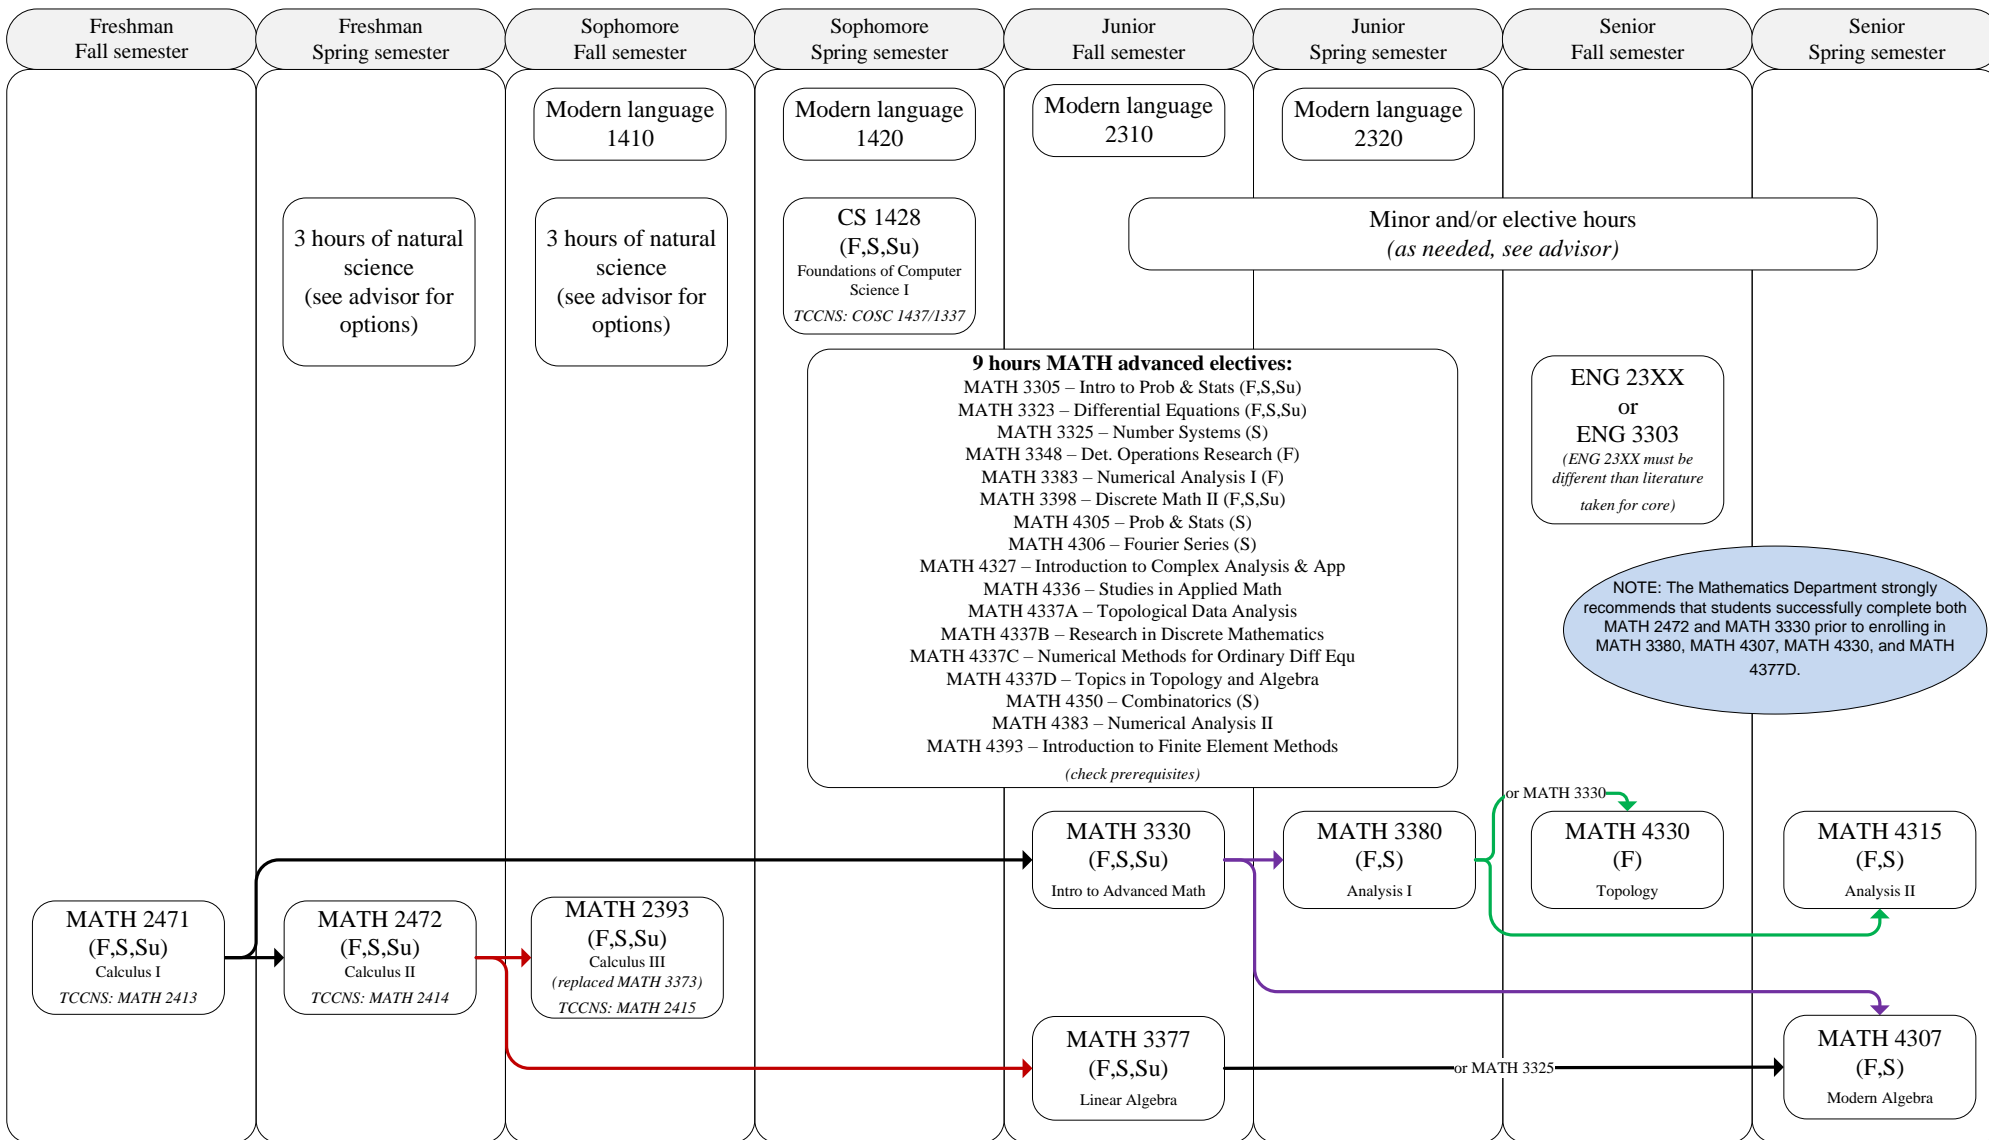 Freshman
Fall semester
Freshman
Spring semester
Sophomore
Fall semester
Sophomore
Spring semester
Junior
Fall semester
Junior
Spring semester
Senior
Fall semester
Senior
Spring semester
Modern language
1410
Modern language
1420
Modern language
2310
Modern language
2320
3 hours of natural
science
(see advisor for
options)
3 hours of natural
science
(see advisor for
options)
CS 1428
(F,S,Su)
Foundations of Computer
Science I
TCCNS: COSC 1437/1337
Minor and/or elective hours
(as needed, see advisor)
9 hours MATH advanced electives:
MATH 3305 – Intro to Prob & Stats (F,S,Su)
MATH 3323 – Differential Equations (F,S,Su)
MATH 3325 – Number Systems (S)
MATH 3348 – Det. Operations Research (F)
MATH 3383 – Numerical Analysis I (F)
MATH 3398 – Discrete Math II (F,S,Su)
MATH 4305 – Prob & Stats (S)
MATH 4306 – Fourier Series (S)
MATH 4327 – Introduction to Complex Analysis & App
MATH 4336 – Studies in Applied Math
MATH 4337A – Topological Data Analysis
MATH 4337B – Research in Discrete Mathematics
MATH 4337C – Numerical Methods for Ordinary Diff Equ
MATH 4337D – Topics in Topology and Algebra
MATH 4350 – Combinatorics (S)
MATH 4383 – Numerical Analysis II
MATH 4393 – Introduction to Finite Element Methods
(check prerequisites)
ENG 23XX
or
ENG 3303
(ENG 23XX must be
different than literature
taken for core)
NOTE: The Mathematics Department strongly
recommends that students successfully complete both
MATH 2472 and MATH 3330 prior to enrolling in
MATH 3380, MATH 4307, MATH 4330, and MATH
4377D.
or MATH 3330
MATH 3330
(F,S,Su)
Intro to Advanced Math
MATH 3380
(F,S)
Analysis I
MATH 4330
(F)
Topology
MATH 4315
(F,S)
Analysis II
MATH 2471
(F,S,Su)
Calculus I
TCCNS: MATH 2413
MATH 2472
(F,S,Su)
Calculus II
TCCNS: MATH 2414
MATH 2393
(F,S,Su)
Calculus III
(replaced MATH 3373)
TCCNS: MATH 2415
MATH 3377
(F,S,Su)
Linear Algebra
or MATH 3325
MATH 4307
(F,S)
Modern Algebra